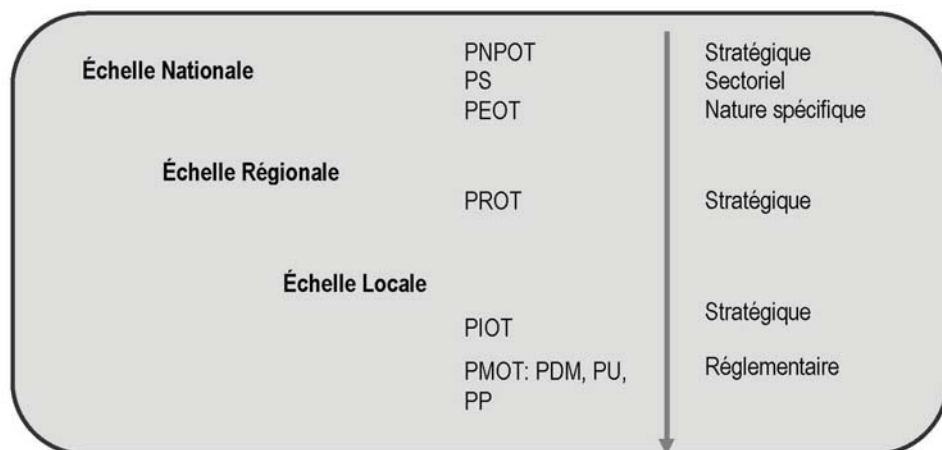 Échelle Nationale
PNPOT Stratégique
PS Sectoriel
PEOT Nature spécifique
Échelle Régionale
PROT Stratégique
Échelle Locale
PIOT Stratégique
PMOT: PDM, PU, Réglementaire
PP